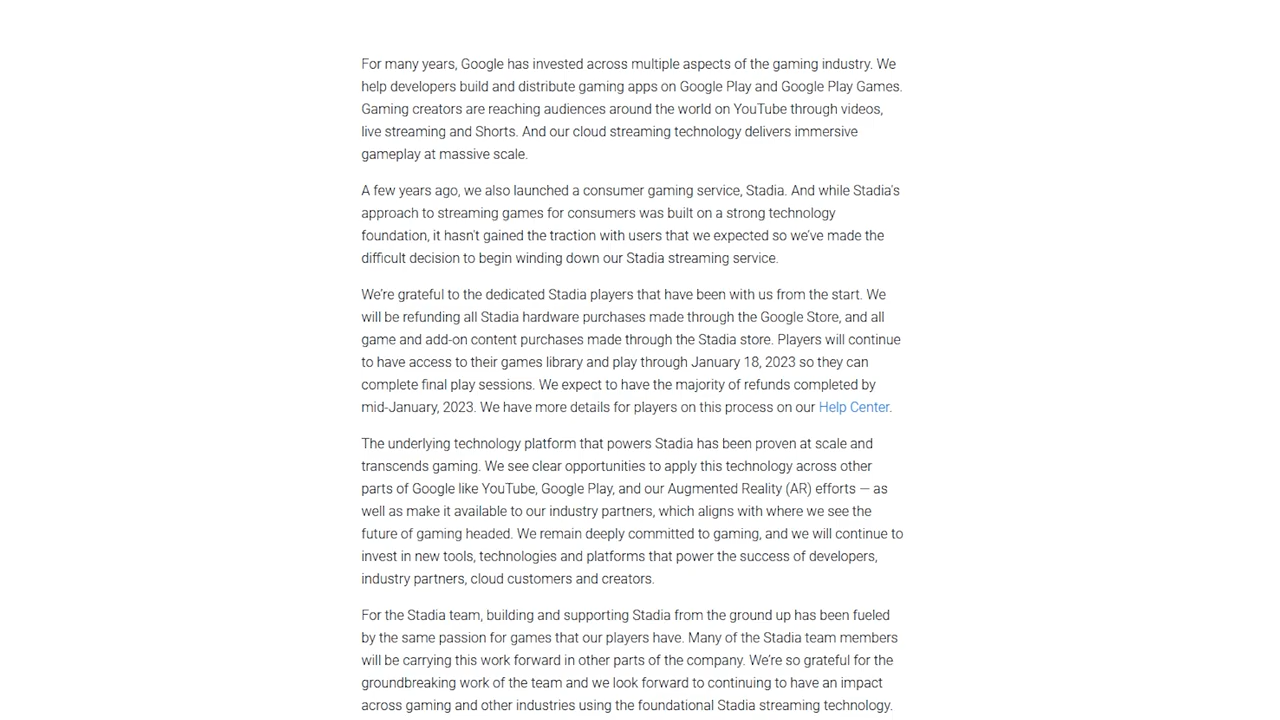 For many years, Google has invested across multiple aspects of the gaming industry. We
help developers build and distribute gaming apps on Google Play and Google Play Games.
Gaming creators are reaching audiences around the world on YouTube through videos,
live streaming and Shorts. And our cloud streaming technology delivers immersive
gameplay at massive scale.
A few years ago, we also launched a consumer gaming service, Stadia. And while Stadia's
approach to streaming games for consumers was built on a strong technology
foundation, it hasn't gained the traction with users that we expected so we've made the
difficult decision to begin winding down our Stadia streaming service.
We're grateful to the dedicated Stadia players that have been with us from the start. We
will be refunding all Stadia hardware purchases made through the Google Store, and all
game and add-on content purchases made through the Stadia store. Players will continue
to have access to their games library and play through January 18, 2023 so they can
complete final play sessions. We expect to have the majority of refunds completed by
mid-January, 2023. We have more details for players on this process on our Help Center.
The underlying technology platform that powers Stadia has been proven at scale and
transcends gaming. We see clear opportunities to apply this technology across other
parts of Google like YouTube, Google Play, and our Augmented Reality (AR) efforts — as
well as make it available to our industry partners, which aligns with where we see the
future of gaming headed. We remain deeply committed to gaming, and we will continue to
invest in new tools, technologies and platforms that power the success of developers,
industry partners, cloud customers and creators.
For the Stadia team, building and supporting Stadia from the ground up has been fueled
by the same passion for games that our players have. Many of the Stadia team members
will be carrying this work forward in other parts of the company. We're so grateful for the
groundbreaking work of the team and we look forward to continuing to have an impact
across gaming and other industries using the foundational Stadia streaming technology.